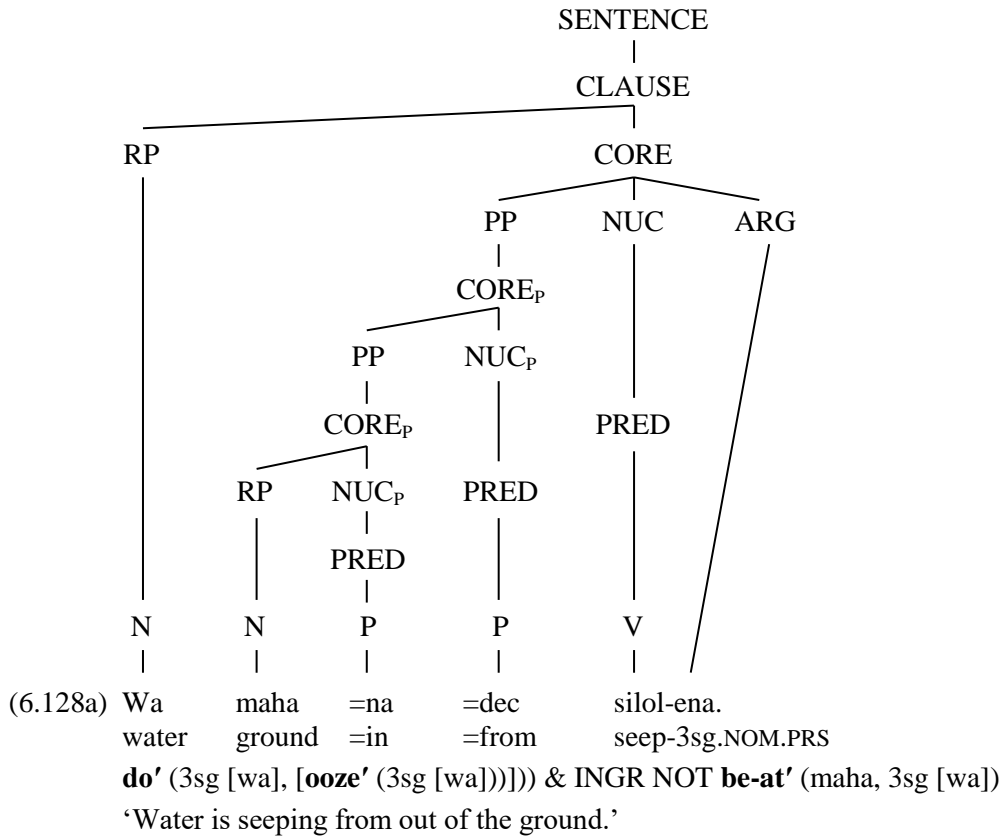 SENTENCE
CLAUSE
RP CORE
PP NUC ARG
COREP
PP NUCP
COREP PRED
RP NUCP PRED
PRED
N N P P V
(6.128a) Wa maha =na =dec silol-ena.
water ground =in =from seep-3sg.NOM.PRS
do′ (3sg [wa], [ooze′ (3sg [wa]))])) & INGR NOT be-at′ (maha, 3sg [wa])
‘Water is seeping from out of the ground.’